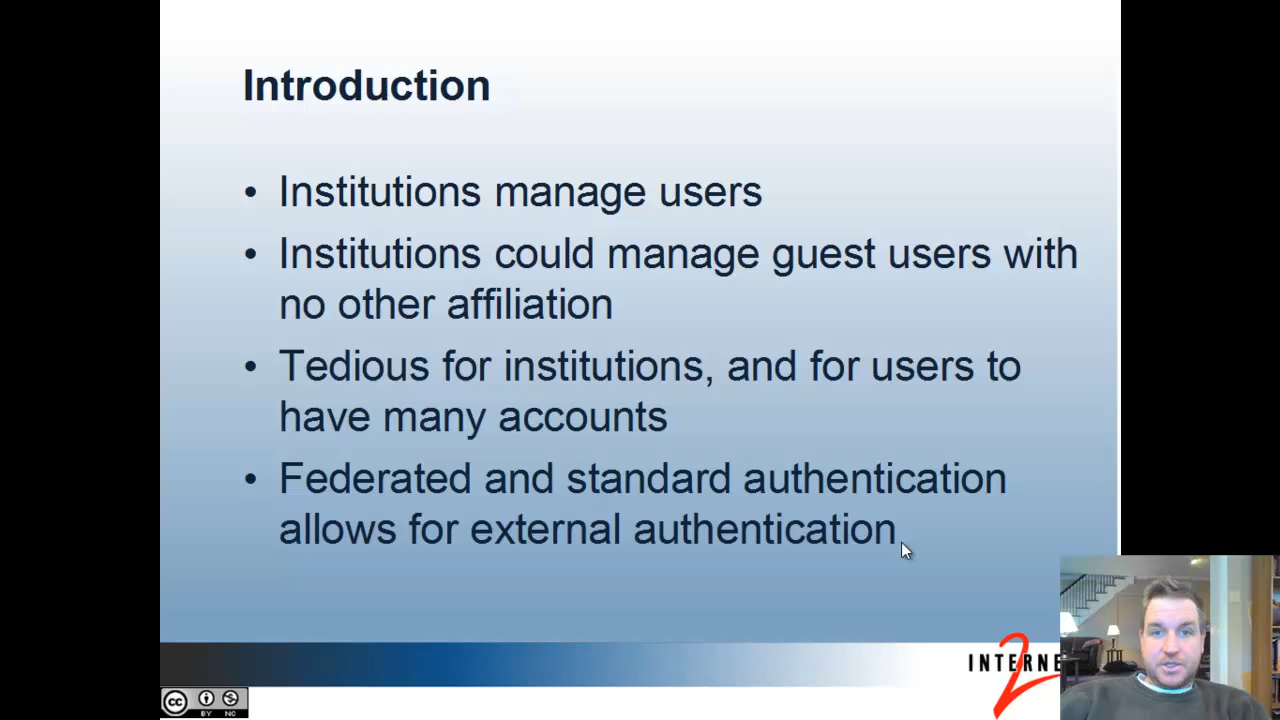 Introduction
• Institutions manage users
• Institutions could manage guest users with
no other affiliation
• Tedious for institutions, and for users to
have many accounts
• Federated and standard authentication
allows for external authentication
INTERNE
2
cc
BY NC